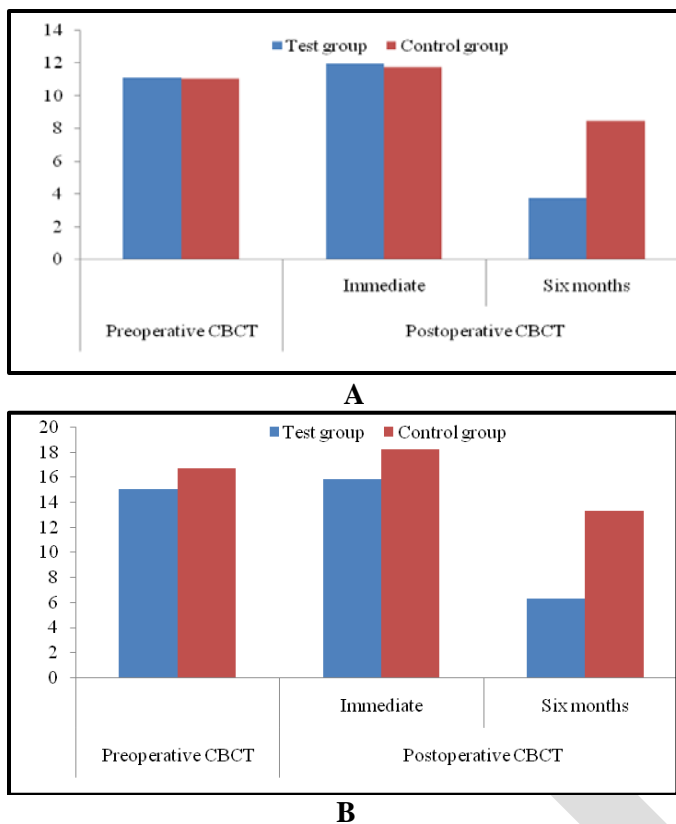 14
12
10
8
6
4
2
0
Test group Control group
Immediate Six months
Preoperative CBCT Postoperative CBCT
A
20
18
16
14
12
10
8
6
4
2
0
Test group Control group
Immediate Six months
Preoperative CBCT Postoperative CBCT
B